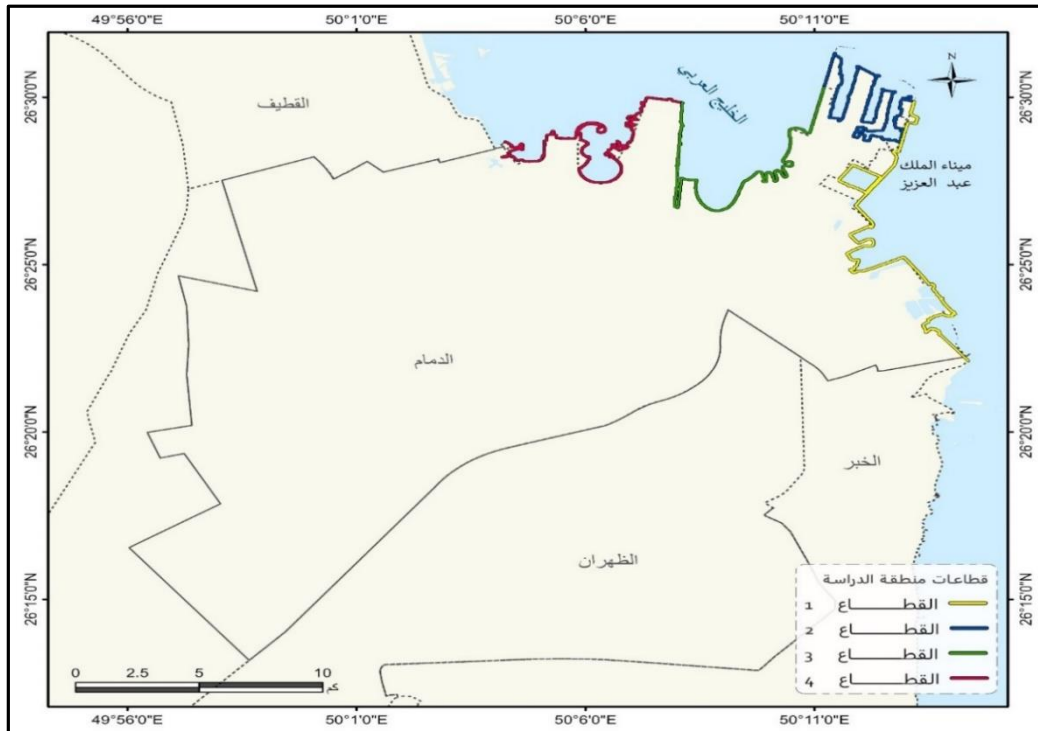 49°56'0"E 50°1'0"E 50°6'0"E 50°11'0"E
26°30'0"N
26°25'0"N
26°20'0"N
26°15'0"N
N
القطيف
الخليج العربي
ميناء الملك
عبد العزيز
الدمام
الخبر
الظهران
قطاعات منطقة الدراسة
القطـــــاع 1
القطـــــاع 2
القطـــــاع 3
القطـــــاع 4
0 2.5 5 10
كم
26°30'0"N
26°25'0"N
26°20'0"N
26°15'0"N
49°56'0"E 50°1'0"E 50°6'0"E 50°11'0"E